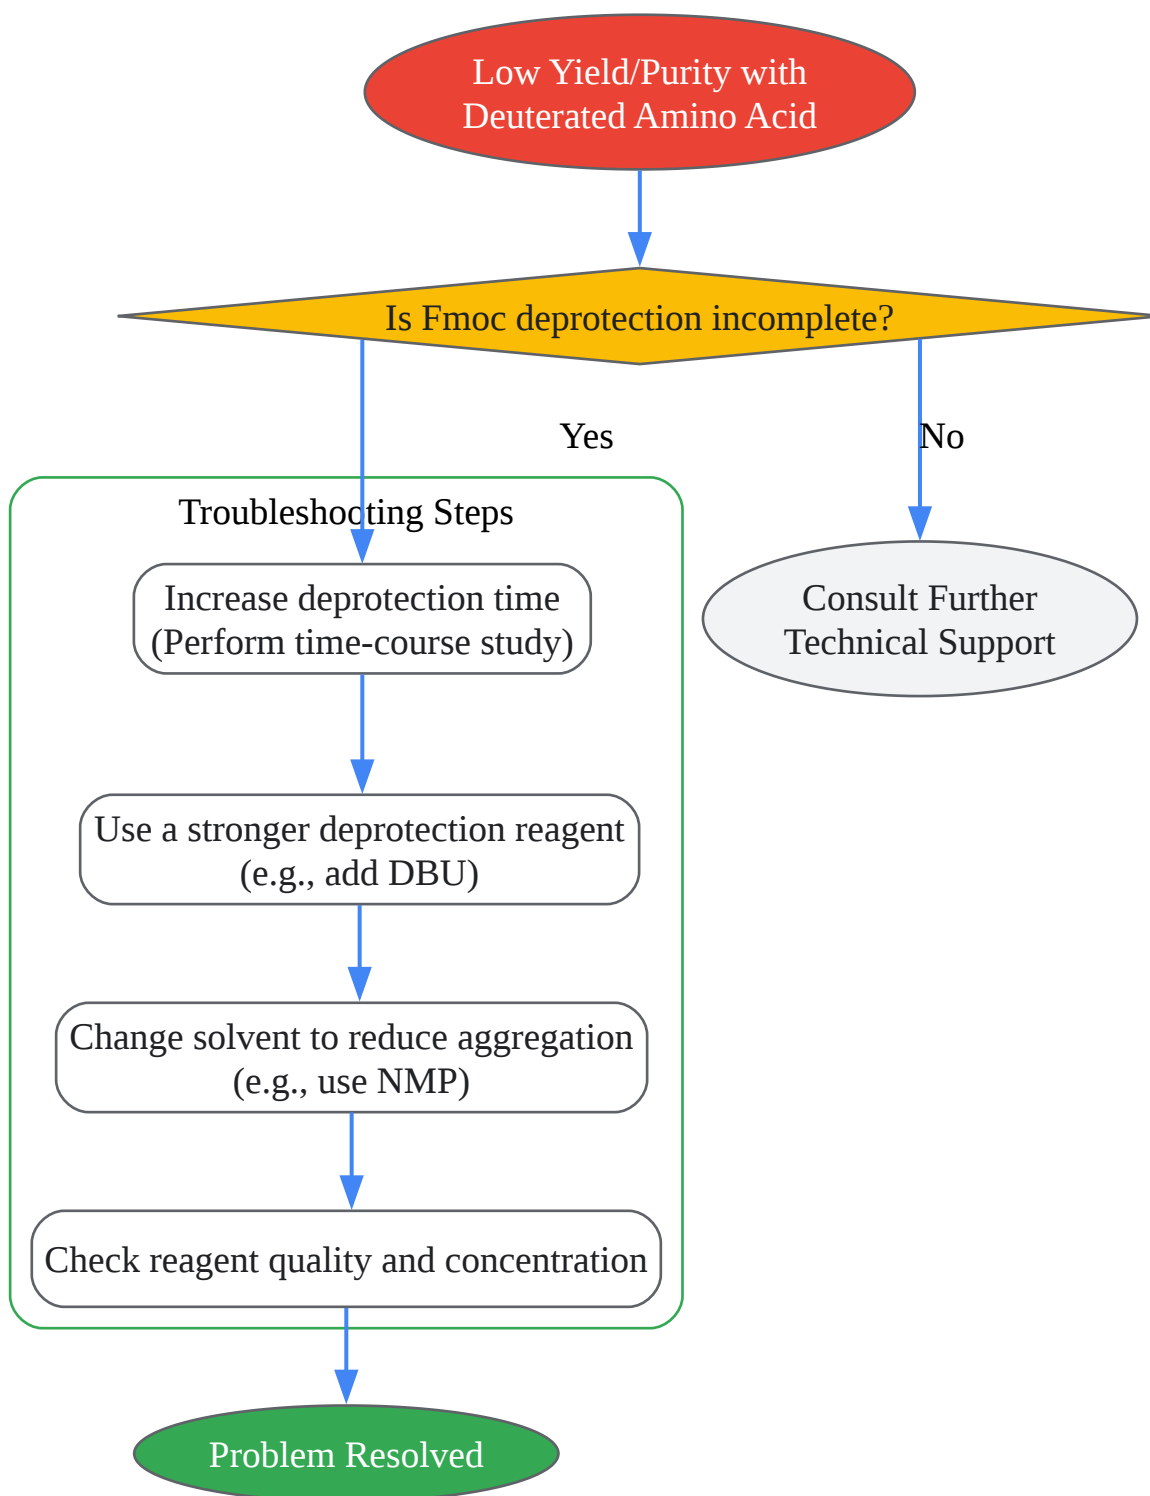 Low Yield/Purity with
Deuterated Amino Acid
Is Fmoc deprotection incomplete?
Yes
No
Troubleshooting Steps
Increase deprotection time
(Perform time-course study)
Consult Further
Technical Support
Use a stronger deprotection reagent
(e.g., add DBU)
Change solvent to reduce aggregation
(e.g., use NMP)
Check reagent quality and concentration
Problem Resolved